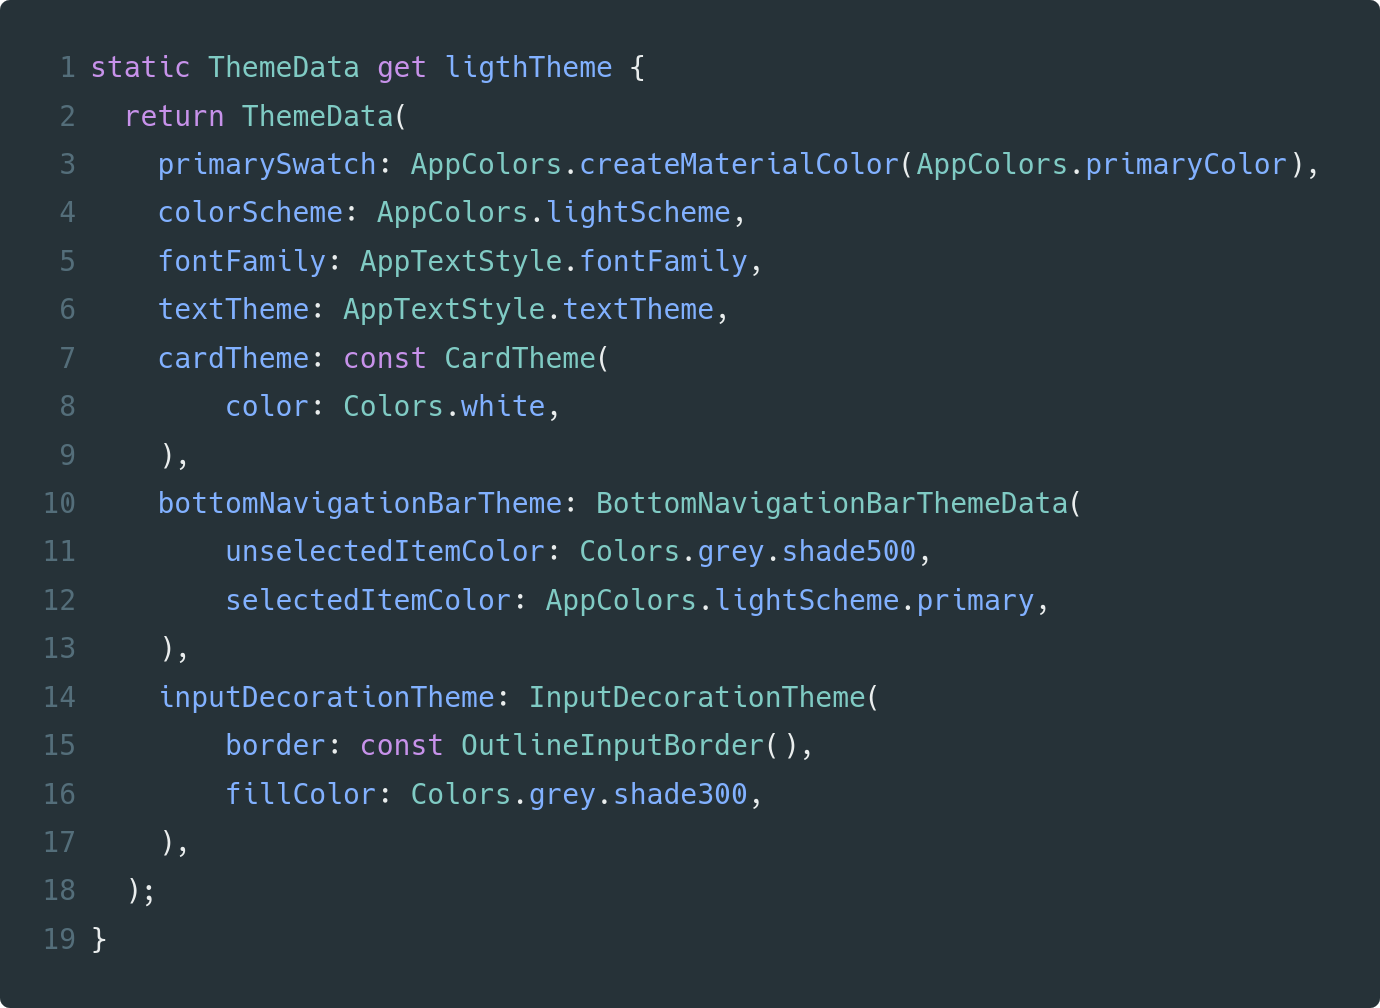 1 static ThemeData get ligthTheme {
2   return ThemeData(
3     primarySwatch: AppColors.createMaterialColor(AppColors.primaryColor),
4     colorScheme: AppColors.lightScheme,
5     fontFamily: AppTextStyle.fontFamily,
6     textTheme: AppTextStyle.textTheme,
7     cardTheme: const CardTheme(
8         color: Colors.white,
9     ),
10     bottomNavigationBarTheme: BottomNavigationBarThemeData(
11         unselectedItemColor: Colors.grey.shade500,
12         selectedItemColor: AppColors.lightScheme.primary,
13     ),
14     inputDecorationTheme: InputDecorationTheme(
15         border: const OutlineInputBorder(),
16         fillColor: Colors.grey.shade300,
17     ),
18   );
19 }